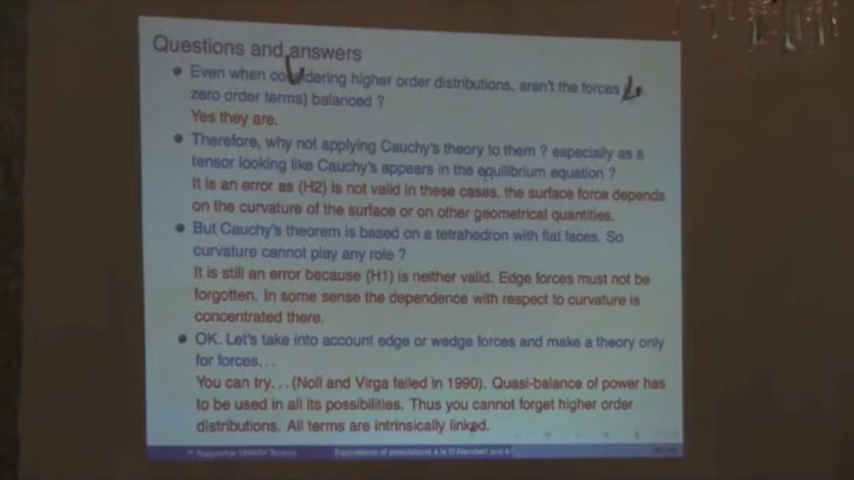 Questions and answers
• Even when considering higher order distributions, aren't the forces
zero order terms) balanced ?
Yes they are.
• Therefore, why not applying Cauchy's theory to them ? especially as a
tensor looking like Cauchy's appears in the equilibrium equation ?
It is an error as (H2) is not valid in these cases, the surface force depends
on the curvature of the surface or on other geometrical quantities.
• But Cauchy's theorem is based on a tetrahedron with flat faces. So
curvature cannot play any role ?
It is still an error because (H1) is neither valid. Edge forces must not be
forgotten. In some sense the dependence with respect to curvature is
concentrated there.
• OK. Let's take into account edge or wedge forces and make a theory only
for forces...
You can try... (Noll and Virga failed in 1990). Quasi-balance of power has
to be used in all its possibilities. Thus you cannot forget higher order
distributions. All terms are intrinsically linked.